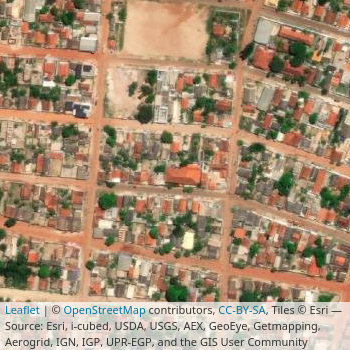 Leaflet | © OpenStreetMap contributors, CC-BY-SA, Tiles © Esri —
Source: Esri, i-cubed, USDA, USGS, AEX, GeoEye, Getmapping,
Aerogrid, IGN, IGP, UPR-EGP, and the GIS User Community